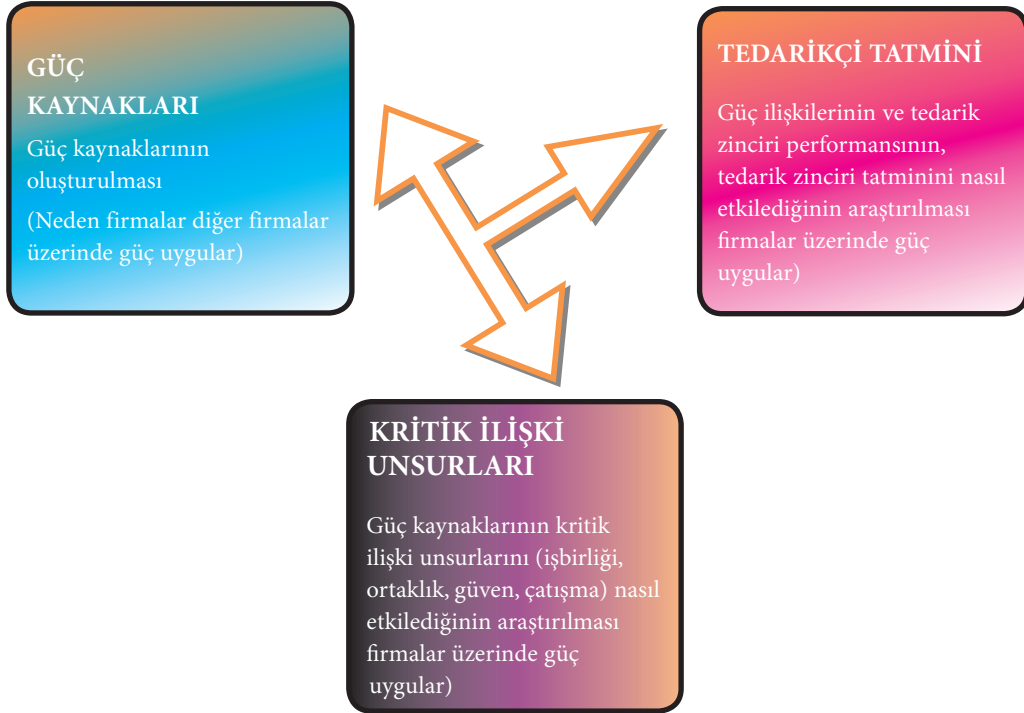 GÜÇ
KAYNAKLARI
Güç kaynaklarının
oluşturulması
(Neden firmalar diğer firmalar
üzerinde güç uygular)
TEDARİKÇİ TATMİNİ
Güç ilişkilerinin ve tedarik
zinciri performansının,
tedarik zinciri tatminini nasıl
etkilediğinin araştırılması
firmalar üzerinde güç
uygular)
KRİTİK İLİŞKİ
UNSURLARI
Güç kaynaklarının kritik
ilişki unsurlarını (işbirliği,
ortaklık, güven, çatışma) nasıl
etkilediğinin araştırılması
firmalar üzerinde güç
uygular)